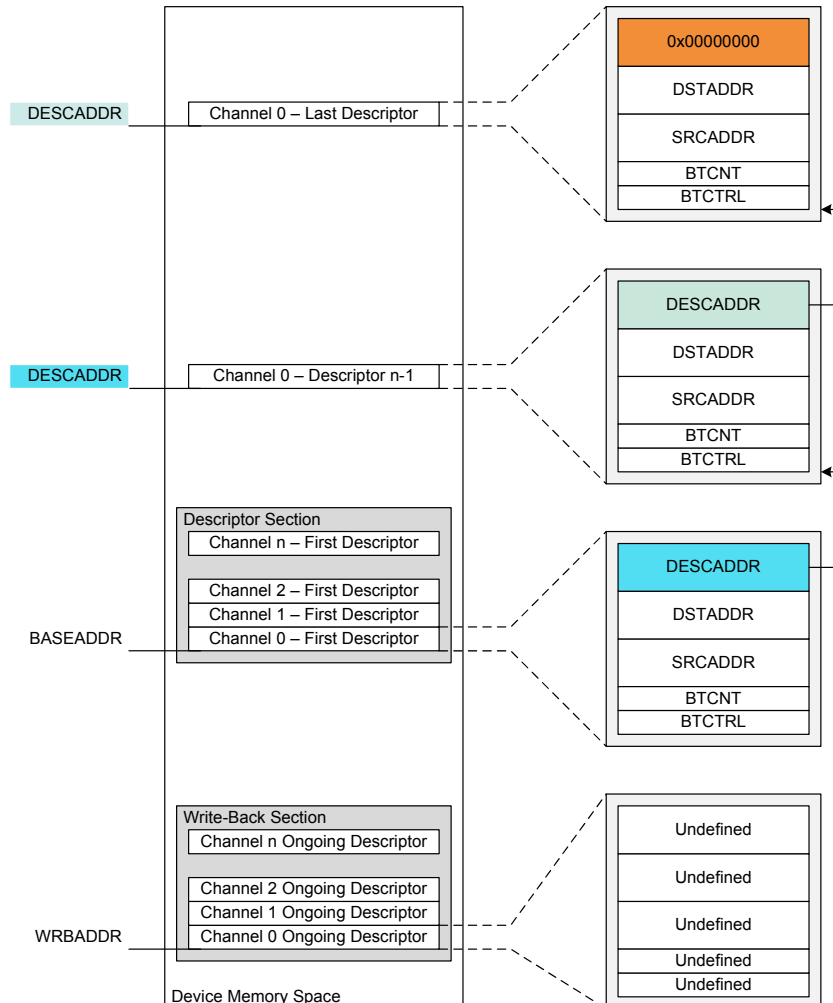 0x00000000
DSTADDR
DESCADDR
Channel 0 – Last Descriptor
SRCADDR
BTCNT
BTCTRL
DESCADDR
DSTADDR
DESCADDR
Channel 0 – Descriptor n-1
SRCADDR
BTCNT
BTCTRL
Descriptor Section
Channel n – First Descriptor
Channel 2 – First Descriptor
Channel 1 – First Descriptor
BASEADDR
Channel 0 – First Descriptor
DESCADDR
DSTADDR
SRCADDR
BTCNT
BTCTRL
Write-Back Section
Channel n Ongoing Descriptor
Channel 2 Ongoing Descriptor
Channel 1 Ongoing Descriptor
WRBADDR
Channel 0 Ongoing Descriptor
Undefined
Undefined
Undefined
Undefined
Undefined
Device Memory Space